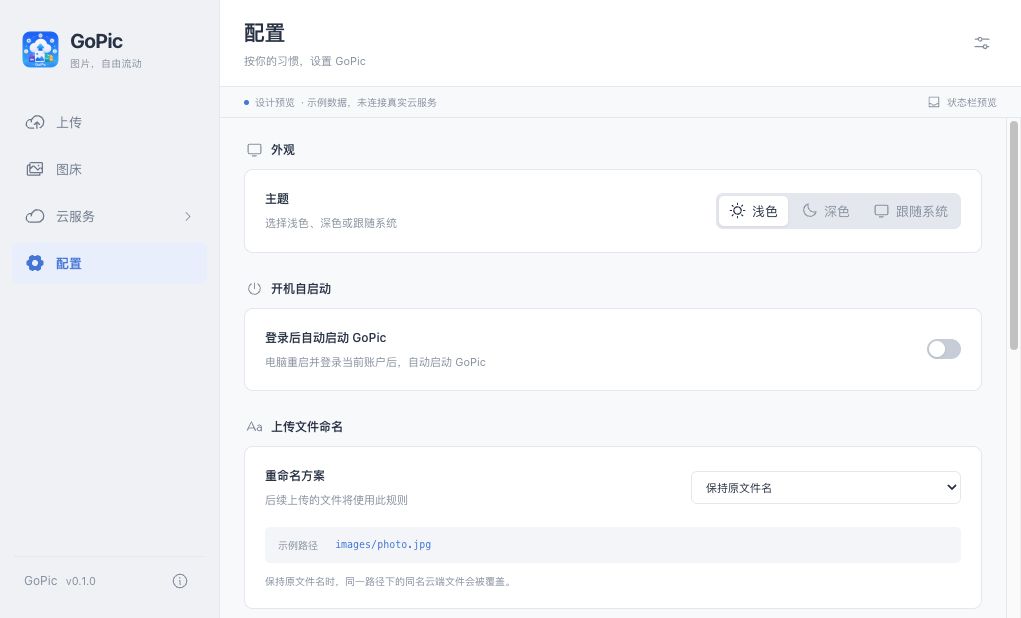 GoPic
图片，自由流动
上传
图床
云服务
配置
GoPic v0.1.0
配置
按你的习惯，设置 GoPic
设计预览 · 示例数据，未连接真实云服务
状态栏预览
外观
主题
选择浅色、深色或跟随系统
浅色
深色
跟随系统
开机自启动
登录后自动启动 GoPic
电脑重启并登录当前账户后，自动启动 GoPic
Aa 上传文件命名
重命名方案
后续上传的文件将使用此规则
保持原文件名
示例路径 images/photo.jpg
保持原文件名时，同一路径下的同名云端文件会被覆盖。